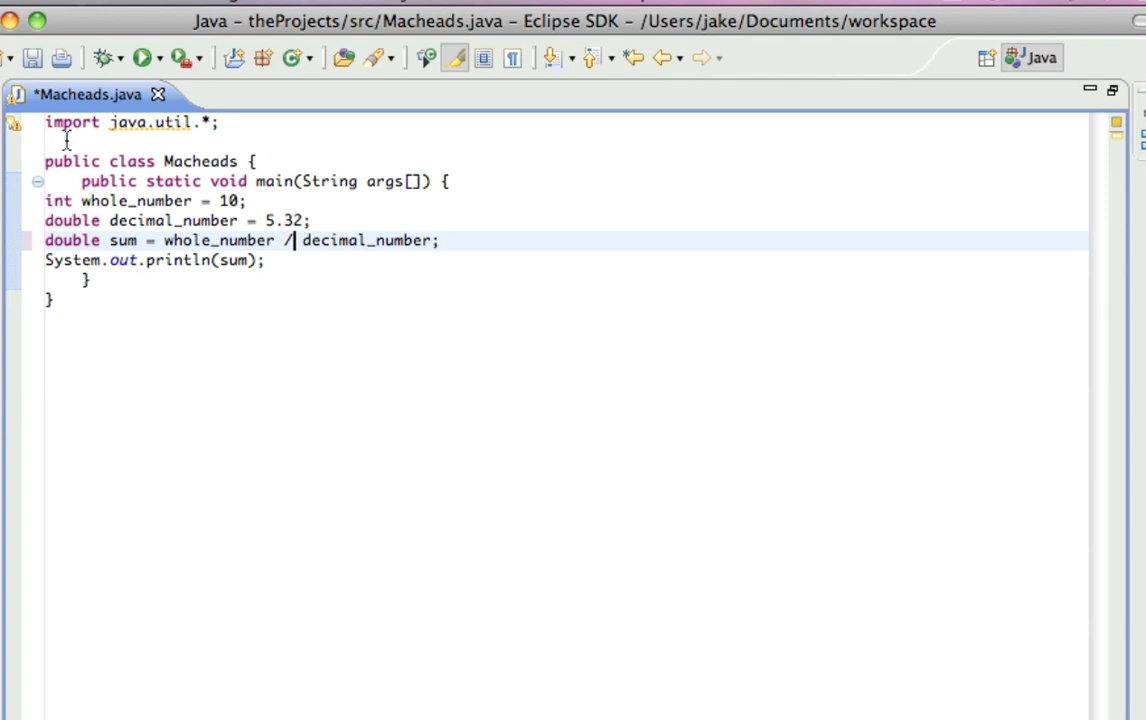 Java - theProjects/src/Macheads.java - Eclipse SDK - /Users/jake/Documents/workspace
Java
*Macheads.java
import java.util.*;
public class Macheads {
public static void main(String args[]) {
int whole_number = 10;
double decimal_number = 5.32;
double sum = whole_number / decimal_number;
System.out.println(sum);
}
}